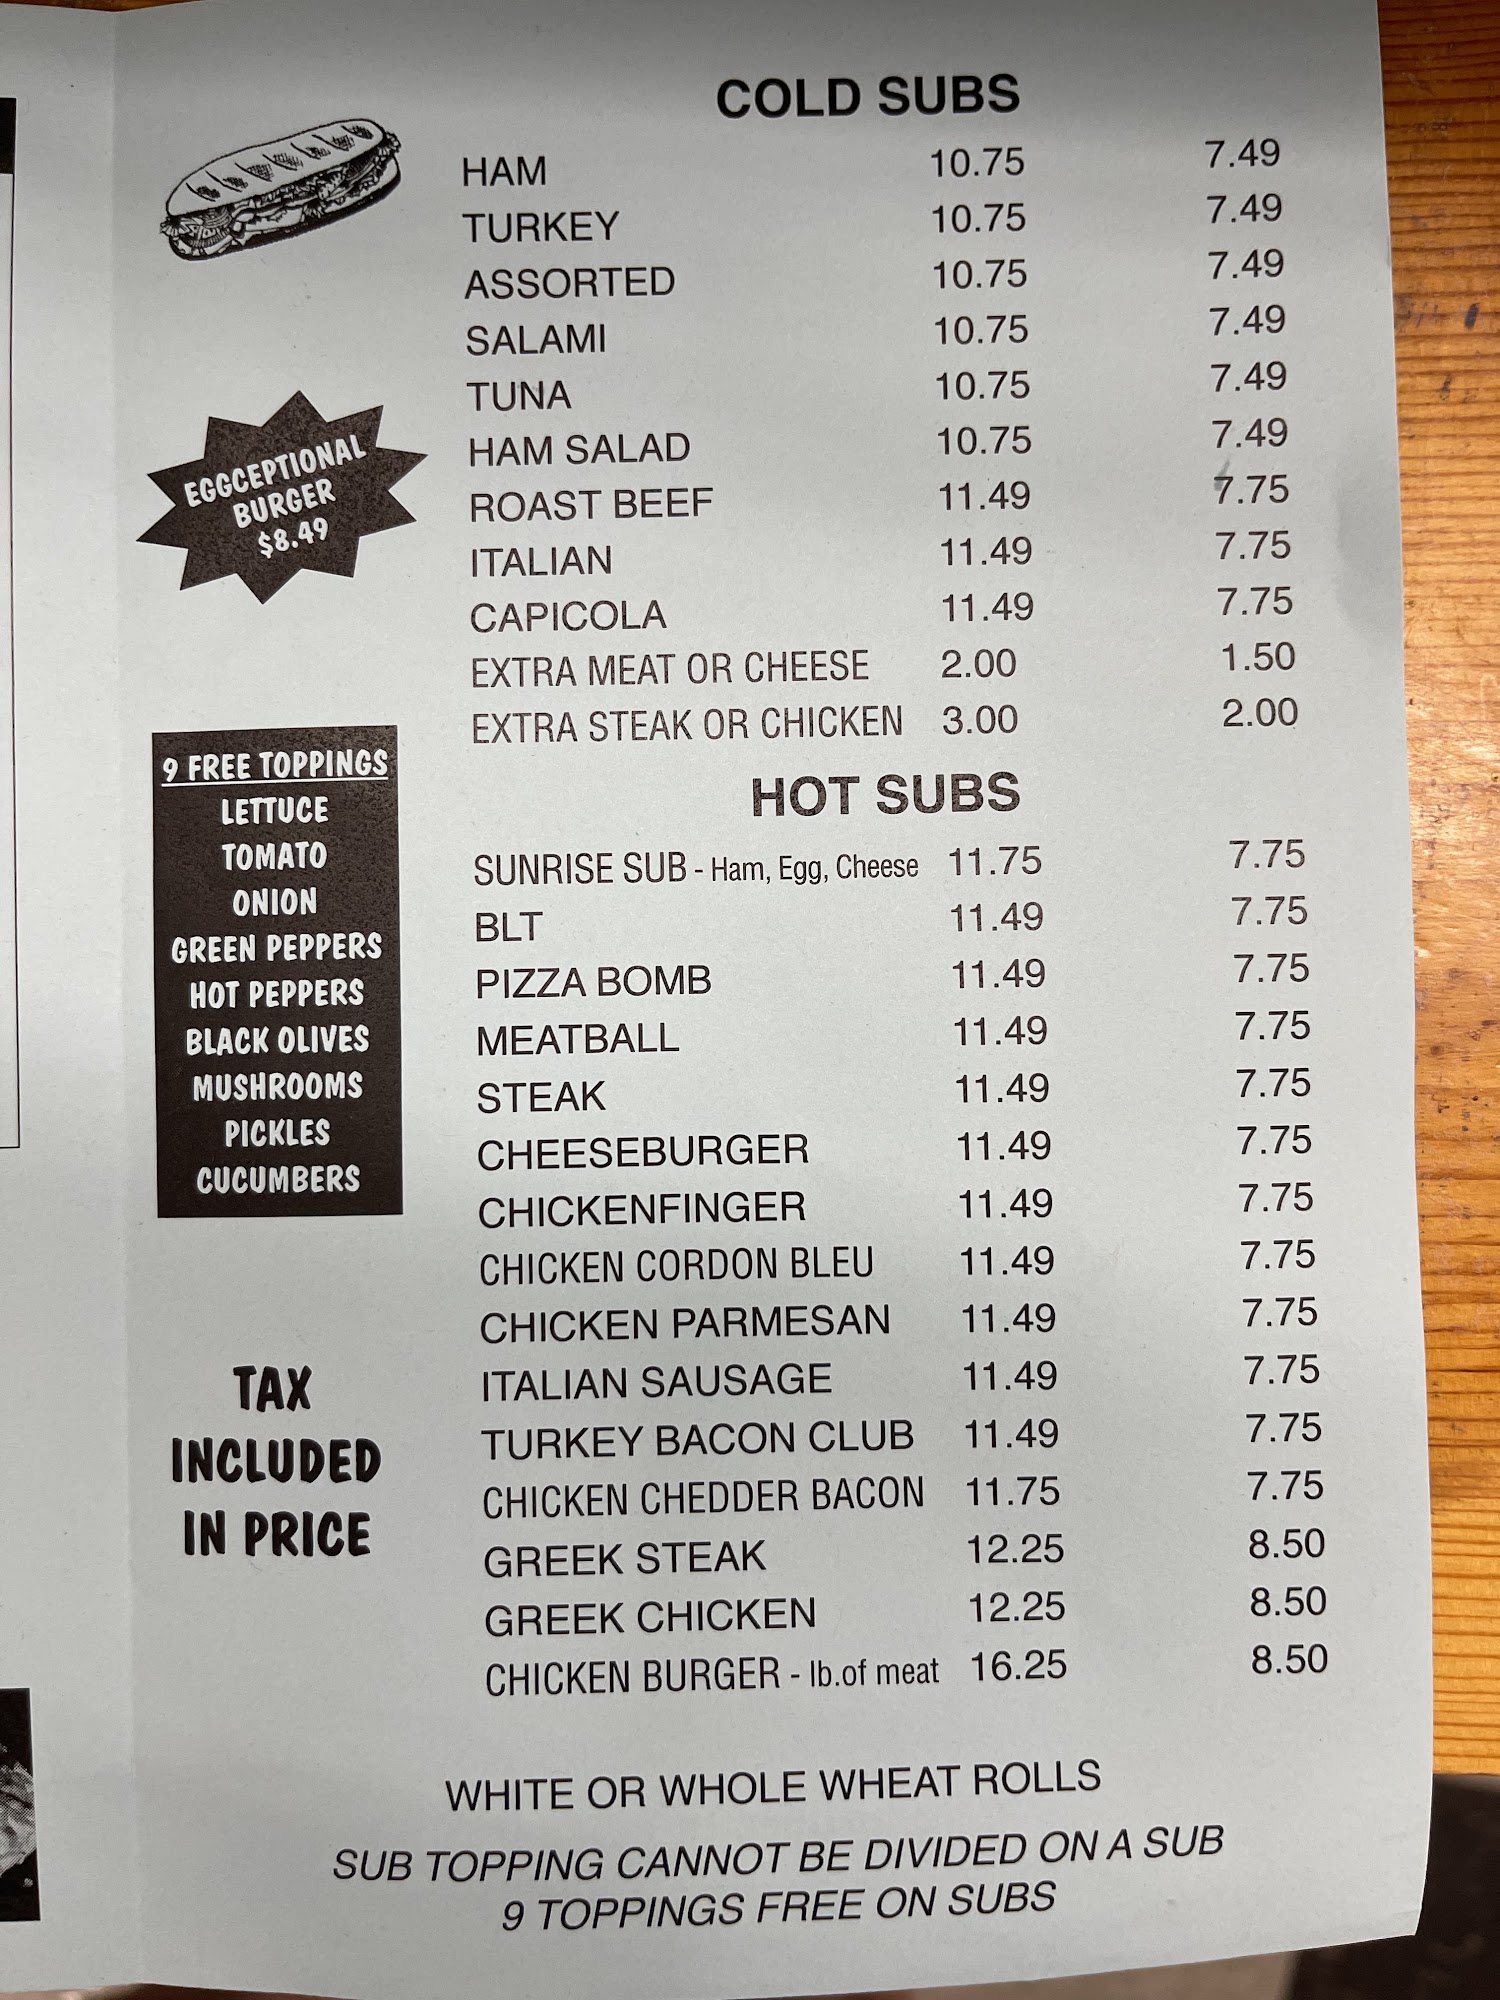 COLD SUBS
HAM 10.75 7.49
TURKEY 10.75 7.49
ASSORTED 10.75 7.49
SALAMI 10.75 7.49
TUNA 10.75 7.49
HAM SALAD 10.75 7.49
ROAST BEEF 11.49 7.75
ITALIAN 11.49 7.75
CAPICOLA 11.49 7.75
EXTRA MEAT OR CHEESE 2.00 1.50
EXTRA STEAK OR CHICKEN 3.00 2.00
EGGCEPTIONAL
BURGER
$8.49
9 FREE TOPPINGS
LETTUCE
TOMATO
ONION
GREEN PEPPERS
HOT PEPPERS
BLACK OLIVES
MUSHROOMS
PICKLES
CUCUMBERS
TAX
INCLUDED
IN PRICE
HOT SUBS
SUNRISE SUB - Ham, Egg, Cheese 11.75 7.75
BLT 11.49 7.75
PIZZA BOMB 11.49 7.75
MEATBALL 11.49 7.75
STEAK 11.49 7.75
CHEESEBURGER 11.49 7.75
CHICKENFINGER 11.49 7.75
CHICKEN CORDON BLEU 11.49 7.75
CHICKEN PARMESAN 11.49 7.75
ITALIAN SAUSAGE 11.49 7.75
TURKEY BACON CLUB 11.49 7.75
CHICKEN CHEDDER BACON 11.75 7.75
GREEK STEAK 12.25 8.50
GREEK CHICKEN 12.25 8.50
CHICKEN BURGER - lb.of meat 16.25 8.50
WHITE OR WHOLE WHEAT ROLLS
SUB TOPPING CANNOT BE DIVIDED ON A SUB
9 TOPPINGS FREE ON SUBS